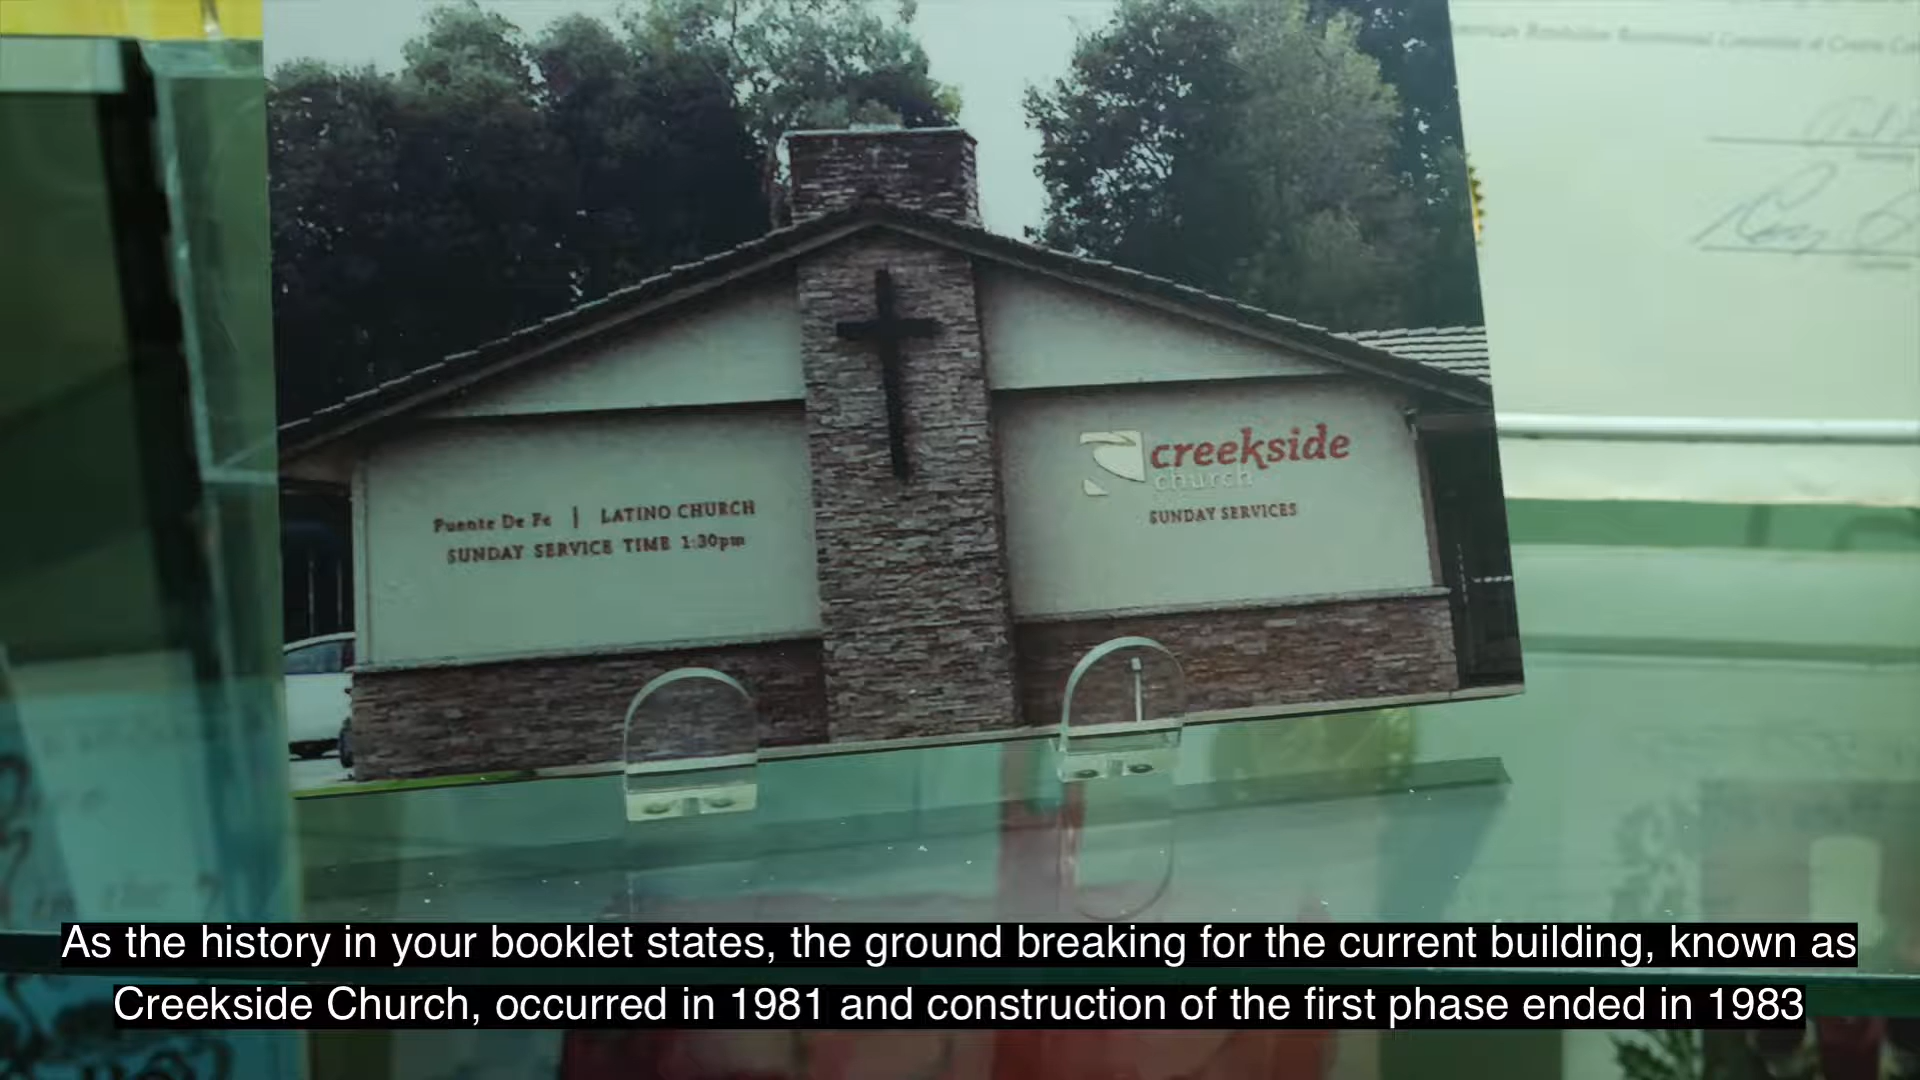 Puente De Fe | LATINO CHURCH
SUNDAY SERVICE TIME 1:30pm
creekside
church
SUNDAY SERVICES
As the history in your booklet states, the ground breaking for the current building, known as
Creekside Church, occurred in 1981 and construction of the first phase ended in 1983